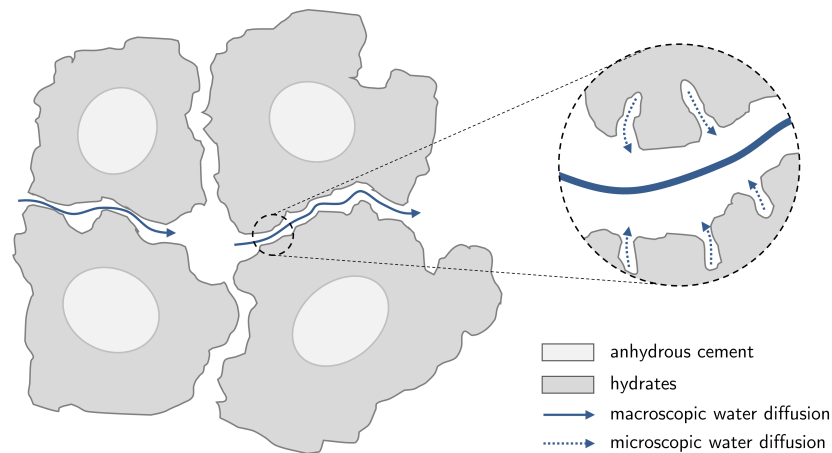 anhydrous cement
hydrates
macroscopic water diffusion
microscopic water diffusion